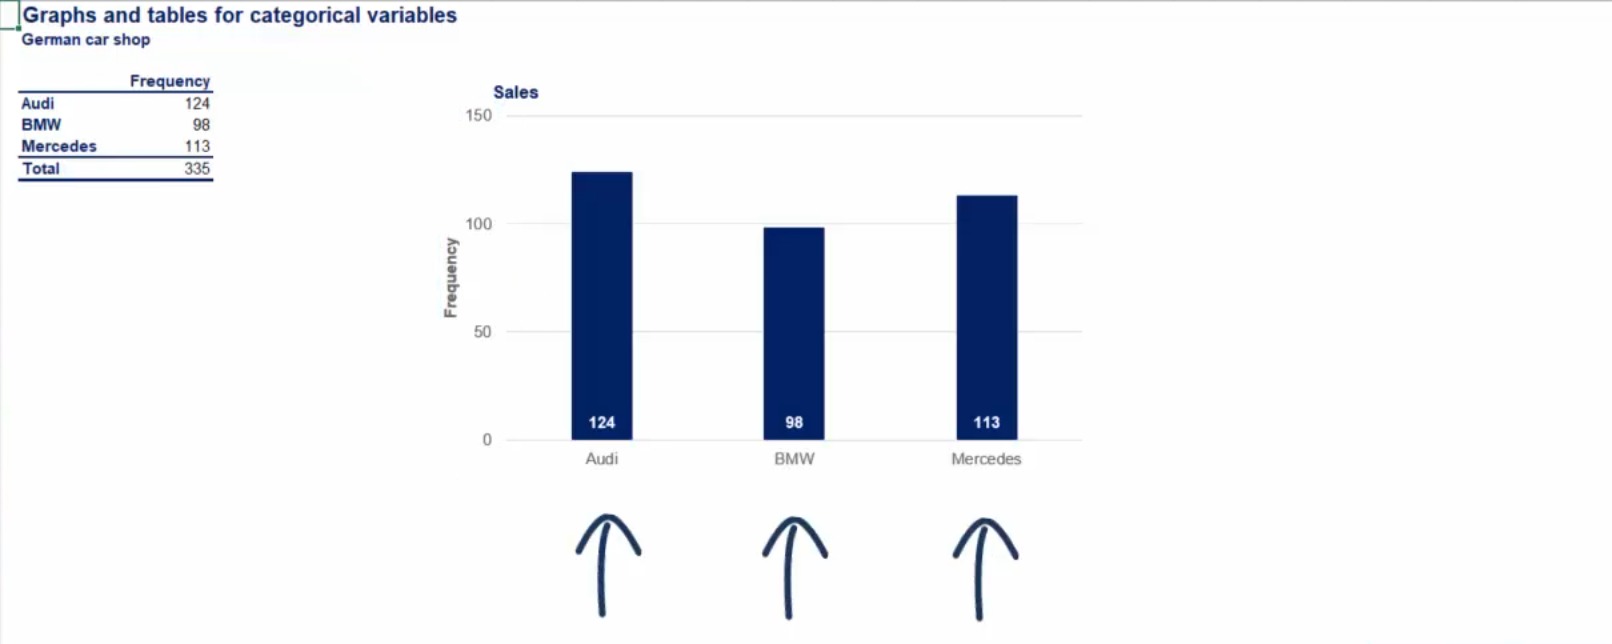 Graphs and tables for categorical variables
German car shop
Frequency
Audi 124
BMW 98
Mercedes 113
Total 335
Sales
150
100
50
0
Frequency
124 98 113
Audi BMW Mercedes